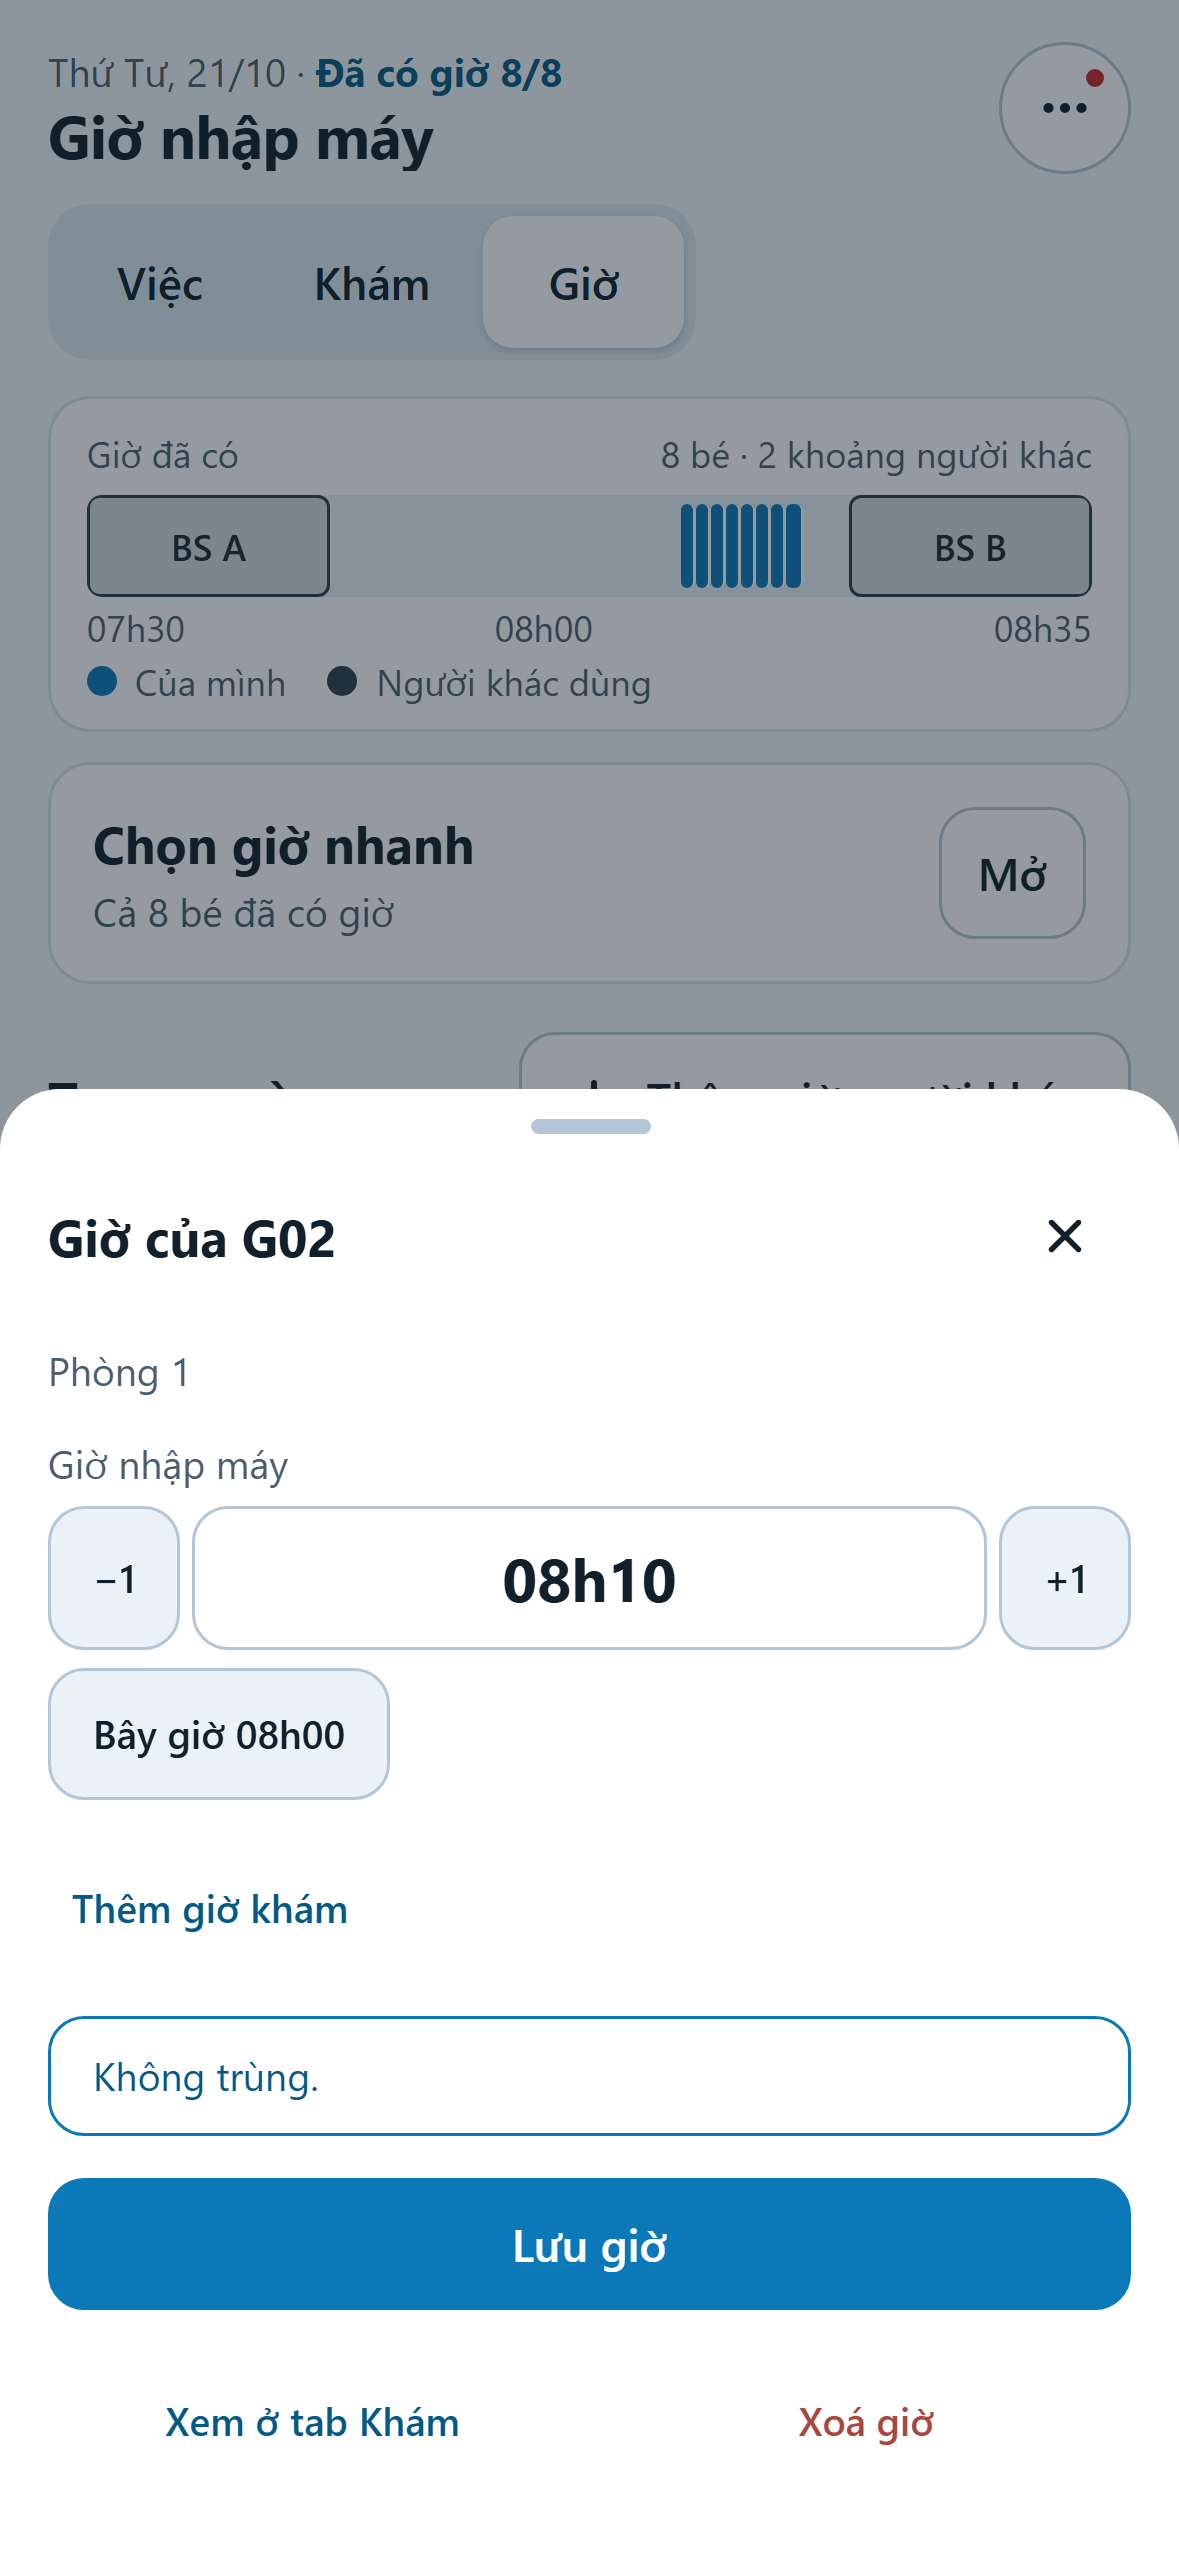 Thứ Tư, 21/10 · Đã có giờ 8/8
Giờ nhập máy
Việc
Khám
Giờ
Giờ đã có
8 bé · 2 khoảng người khác
BS A
BS B
07h30
08h00
08h35
Của mình
Người khác dùng
Chọn giờ nhanh
Cả 8 bé đã có giờ
Mở
Giờ của G02
Phòng 1
Giờ nhập máy
−1
08h10
+1
Bây giờ 08h00
Thêm giờ khám
Không trùng.
Lưu giờ
Xem ở tab Khám
Xoá giờ